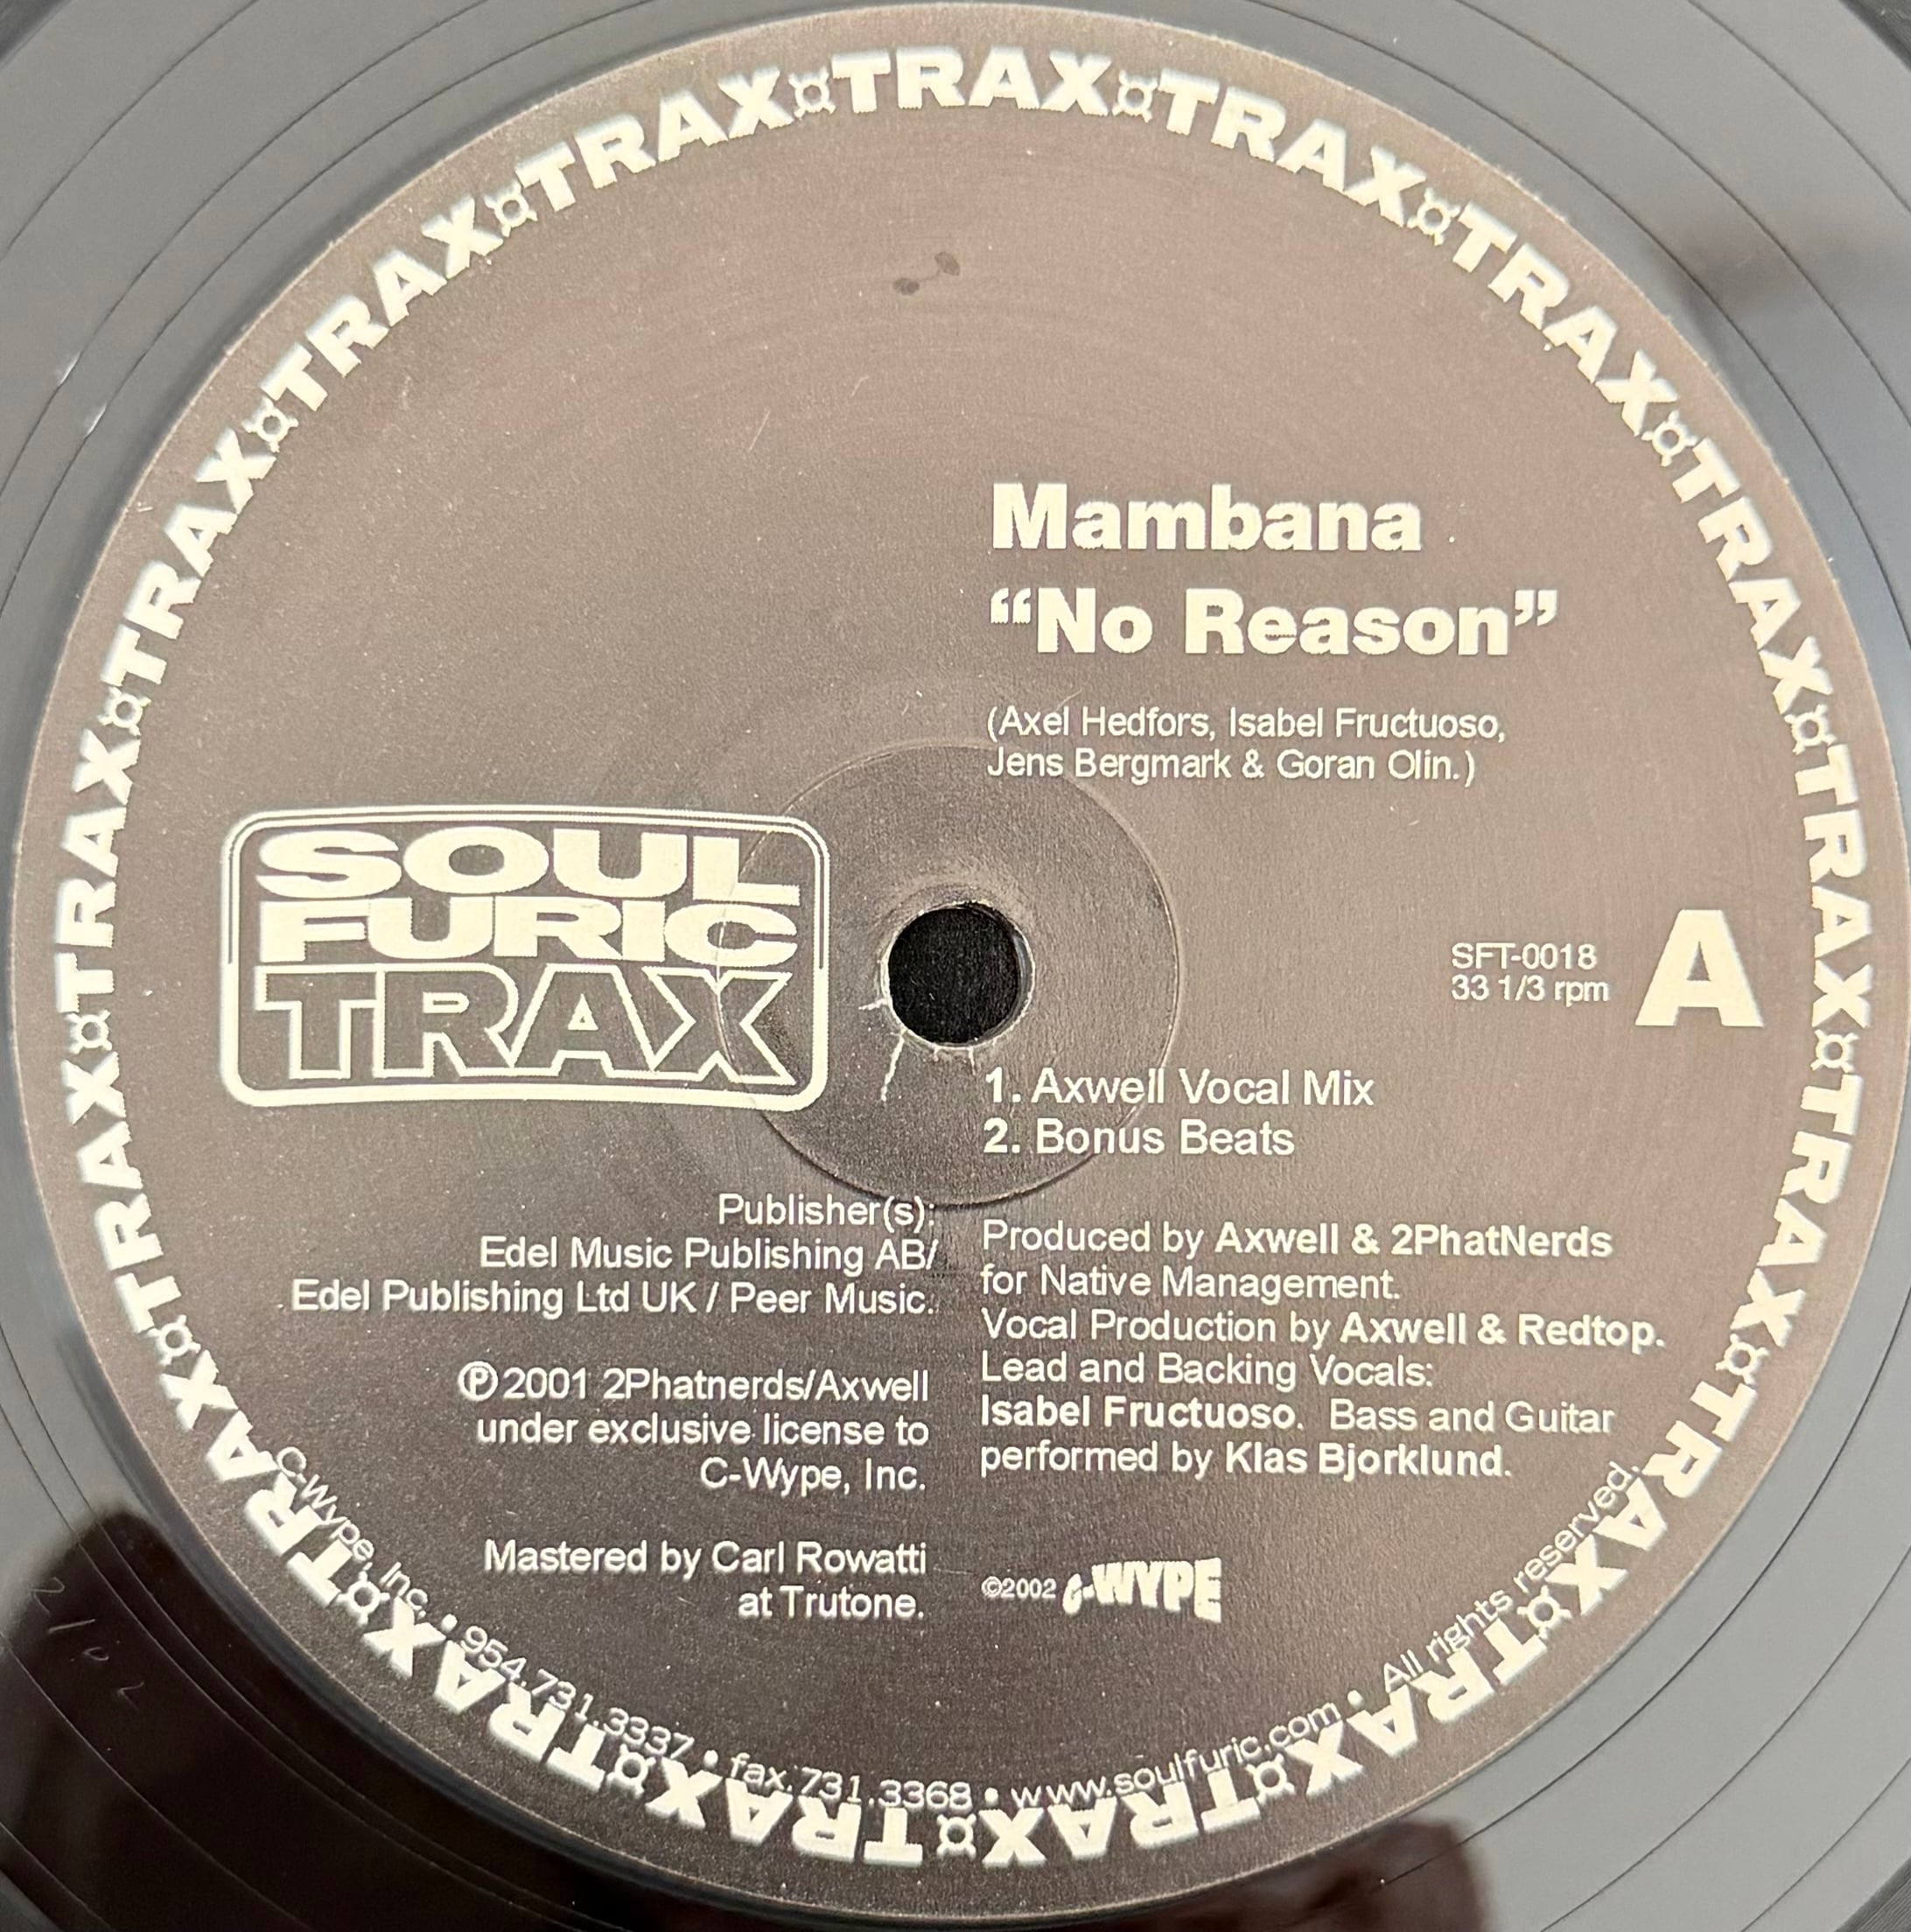 TRAX¤TRAX¤TRAX¤TRAX¤TRAX¤TRAX¤TRAX¤TRAX¤TRAX¤TRAX¤TRAX¤TRAX¤TRAX¤TRAX¤TRAX¤TRAX¤TRAX¤TRAX¤
Mambana
“No Reason”
(Axel Hedfors, Isabel Fructuoso,
Jens Bergmark & Goran Olin.)
SOUL
FURIC
TRAX
SFT-0018
33 1/3 rpm
A
1. Axwell Vocal Mix
2. Bonus Beats
Publisher(s):
Edel Music Publishing AB/
Edel Publishing Ltd UK / Peer Music.
℗2001 2Phatnerds/Axwell
under exclusive license to
C-Wype, Inc.
Mastered by Carl Rowatti
at Trutone.
Produced by Axwell & 2PhatNerds
for Native Management.
Vocal Production by Axwell & Redtop.
Lead and Backing Vocals:
Isabel Fructuoso. Bass and Guitar
performed by Klas Bjorklund.
©2002 C-WYPE
C-Wype, Inc. • 954.731.3337 • fax.731.3368 • www.soulfuric.com • All rights reserved.